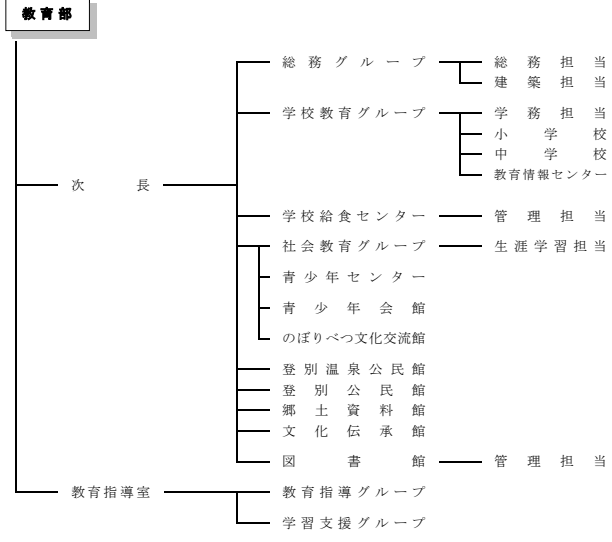 教育部
総務グループ 総務担当
建築担当
学校教育グループ 学務担当
小学校
中学校
教育情報センター
次長
学校給食センター 管理担当
社会教育グループ 生涯学習担当
青少年センター
青少年会館
のぼりべつ文化交流館
登別温泉公民館
登別公民館
郷土資料館
文化伝承館
図書館 管理担当
教育指導室 教育指導グループ
学習支援グループ